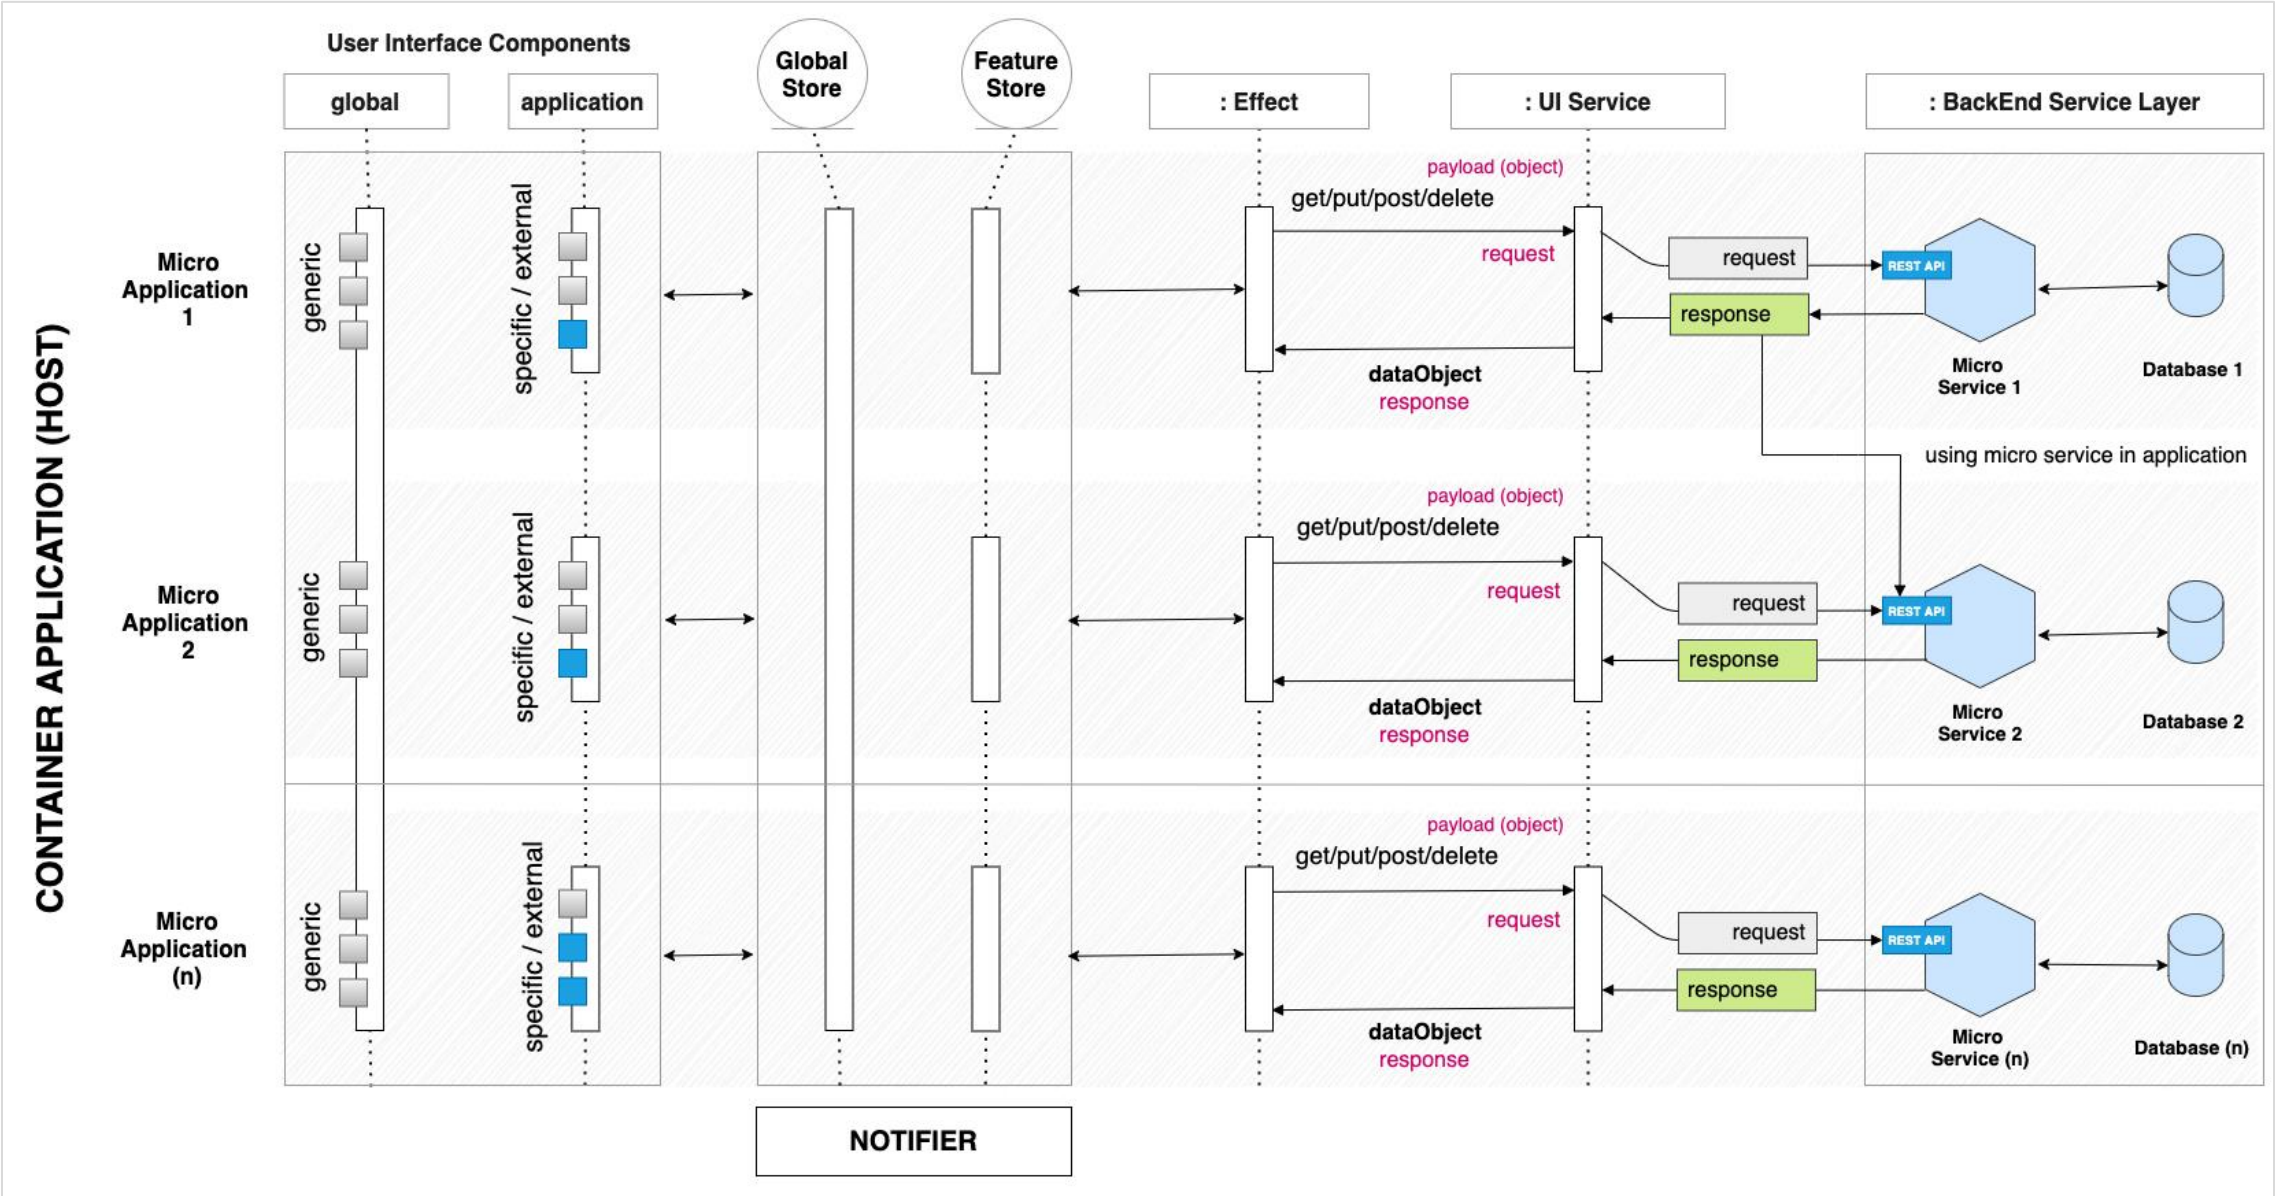 User Interface Components
global
application
Global
Store
Feature
Store
: Effect
: UI Service
: BackEnd Service Layer
CONTAINER APPLICATION (HOST)
Micro
Application
1
generic
specific / external
payload (object)
get/put/post/delete
request
request
response
dataObject
response
REST API
Micro
Service 1
Database 1
using micro service in application
Micro
Application
2
generic
specific / external
payload (object)
get/put/post/delete
request
request
response
dataObject
response
REST API
Micro
Service 2
Database 2
Micro
Application
(n)
generic
specific / external
payload (object)
get/put/post/delete
request
request
response
dataObject
response
REST API
Micro
Service (n)
Database (n)
NOTIFIER